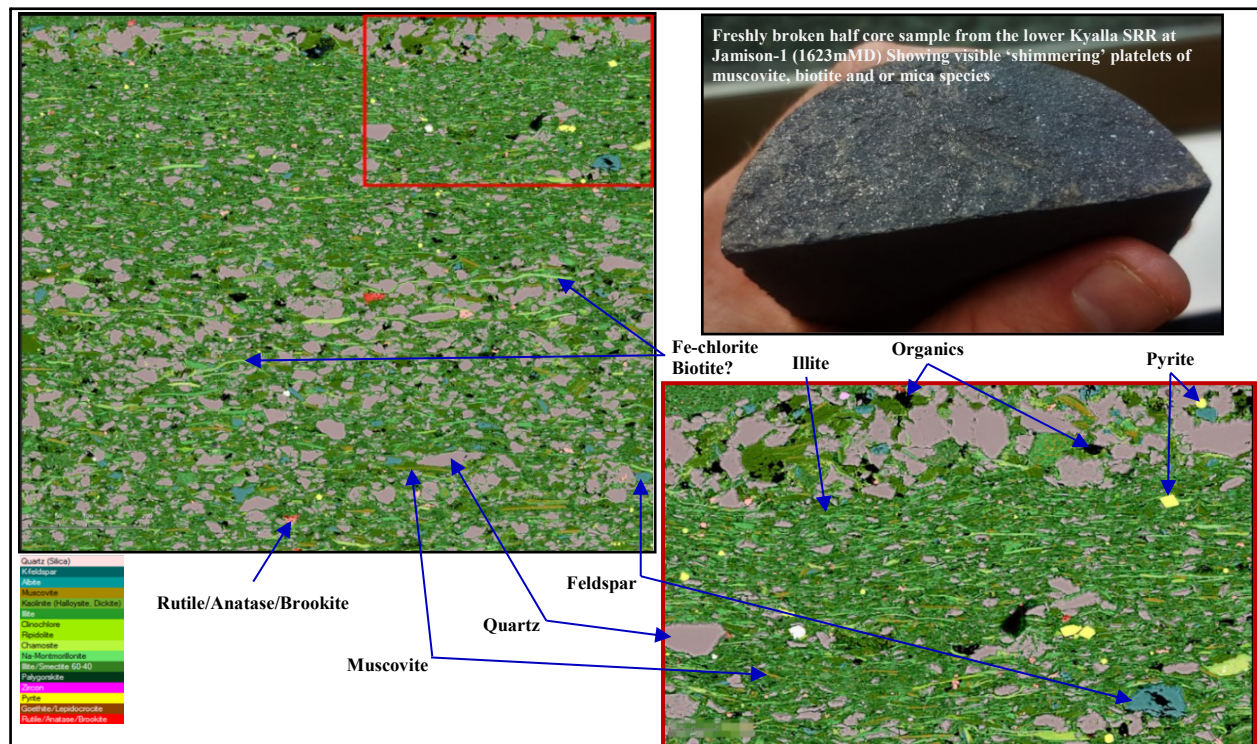 Freshly broken half core sample from the lower Kyalla SRR at
Jamison-1 (1623mMD) Showing visible ‘shimmering’ platelets of
muscovite, biotite and or mica species
Fe-chlorite
Biotite?
Illite
Organics
Pyrite
Rutile/Anatase/Brookite
Quartz
Muscovite
Feldspar
Quartz (Silica)
K-feldspar
Albite
Muscovite
Kaolinite (Halloysite, Dickite)
Illite
Clinochlore
Ripidolite
Chamosite
Na-Montmorillonite
Illite/Smectite 60-40
Palygorskite
Zircon
Pyrite
Goethite/Lepidocrocite
Rutile/Anatase/Brookite